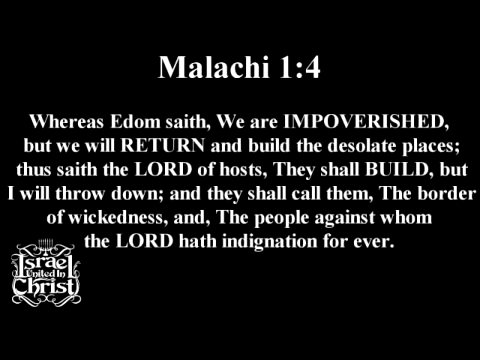 Malachi 1:4
Whereas Edom saith, We are IMPOVERISHED,
but we will RETURN and build the desolate places;
thus saith the LORD of hosts, They shall BUILD, but
I will throw down; and they shall call them, The border
of wickedness, and, The people against whom
the LORD hath indignation for ever.
Israel
United In
Christ